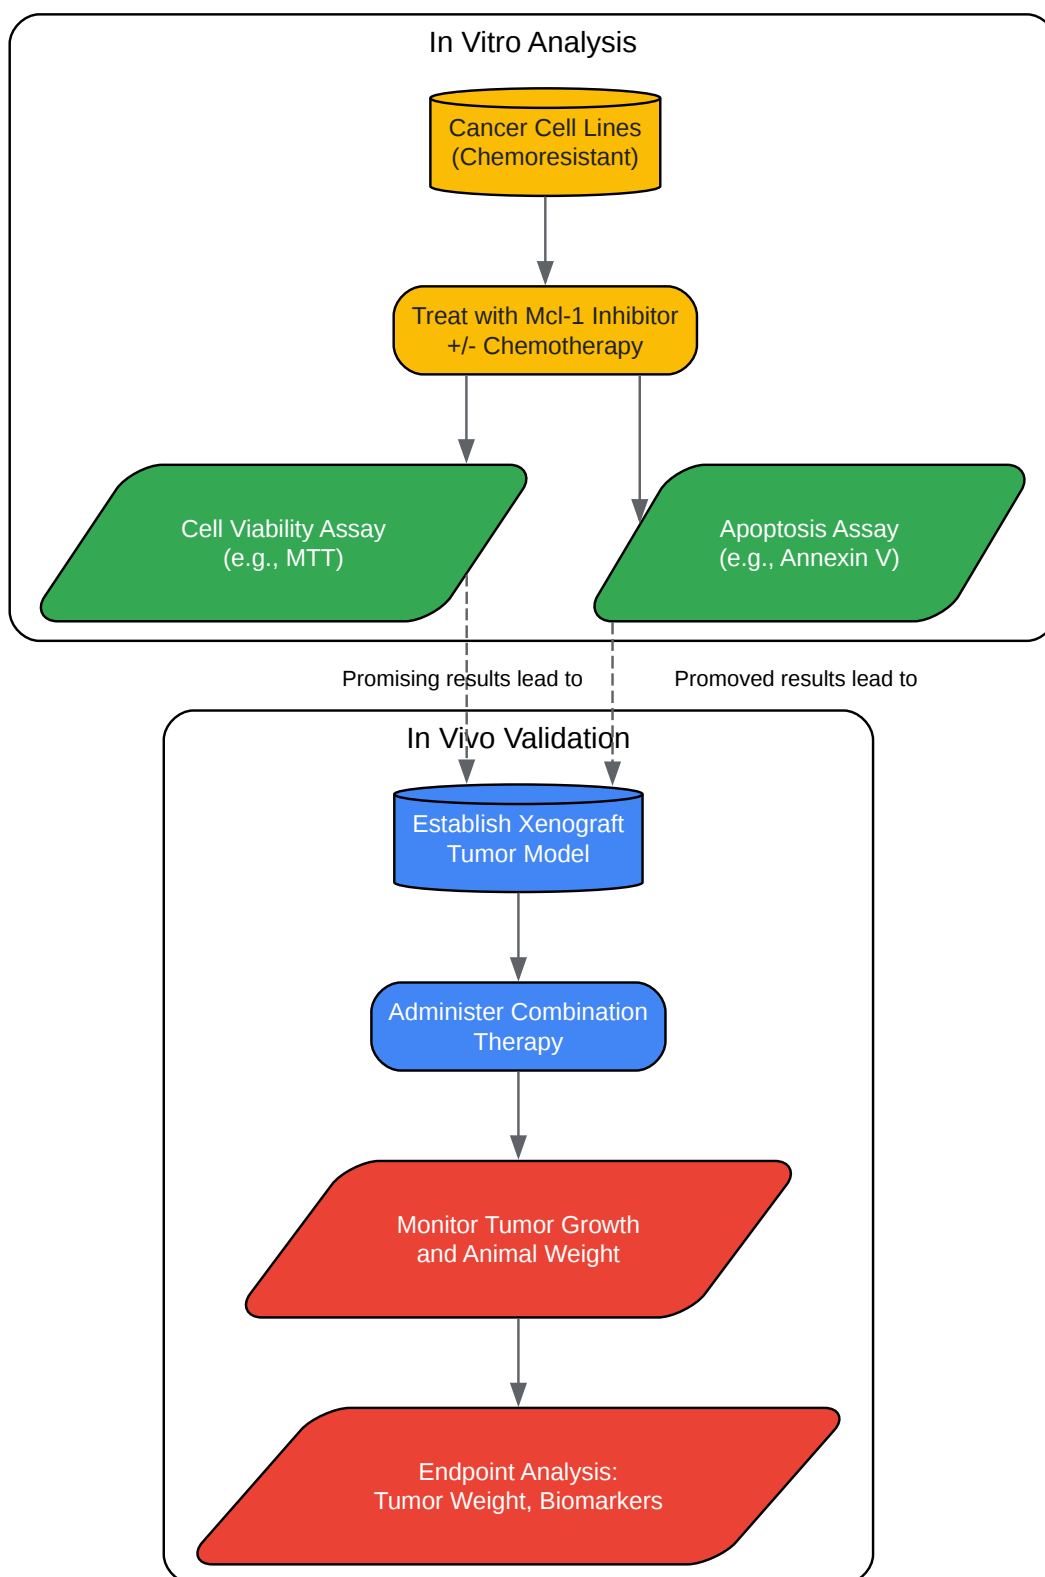 In Vitro Analysis
Cancer Cell Lines
(Chemoresistant)
Treat with Mcl-1 Inhibitor
+/- Chemotherapy
Cell Viability Assay
(e.g., MTT)
Apoptosis Assay
(e.g., Annexin V)
Promising results lead to
Promoved results lead to
In Vivo Validation
Establish Xenograft
Tumor Model
Administer Combination
Therapy
Monitor Tumor Growth
and Animal Weight
Endpoint Analysis:
Tumor Weight, Biomarkers